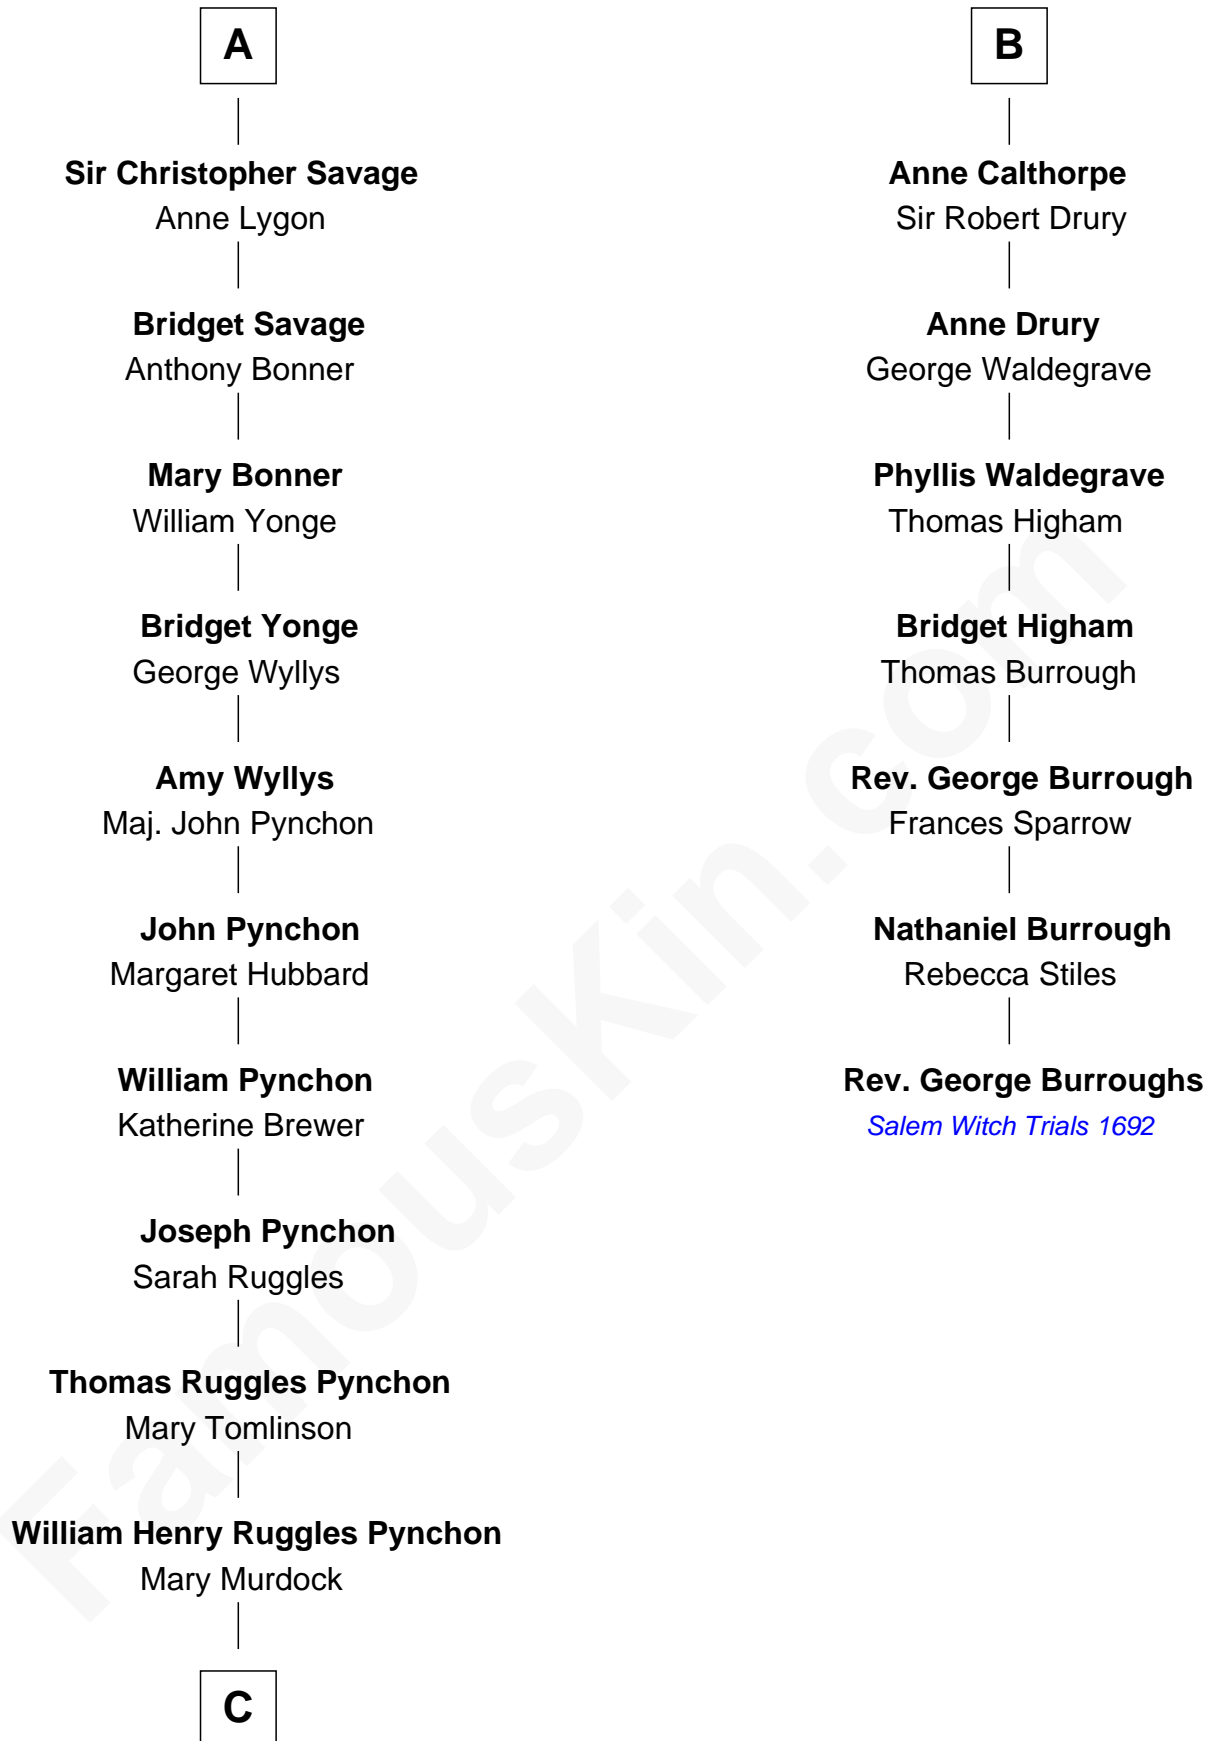 A
Sir Christopher Savage
Anne Lygon
Bridget Savage
Anthony Bonner
Mary Bonner
William Yonge
Bridget Yonge
George Wyllys
Amy Wyllys
Maj. John Pynchon
John Pynchon
Margaret Hubbard
William Pynchon
Katherine Brewer
Joseph Pynchon
Sarah Ruggles
Thomas Ruggles Pynchon
Mary Tomlinson
William Henry Ruggles Pynchon
Mary Murdock
C
B
Anne Calthorpe
Sir Robert Drury
Anne Drury
George Waldegrave
Phyllis Waldegrave
Thomas Higham
Bridget Higham
Thomas Burrough
Rev. George Burrough
Frances Sparrow
Nathaniel Burrough
Rebecca Stiles
Rev. George Burroughs
Salem Witch Trials 1692
FamousKin.com